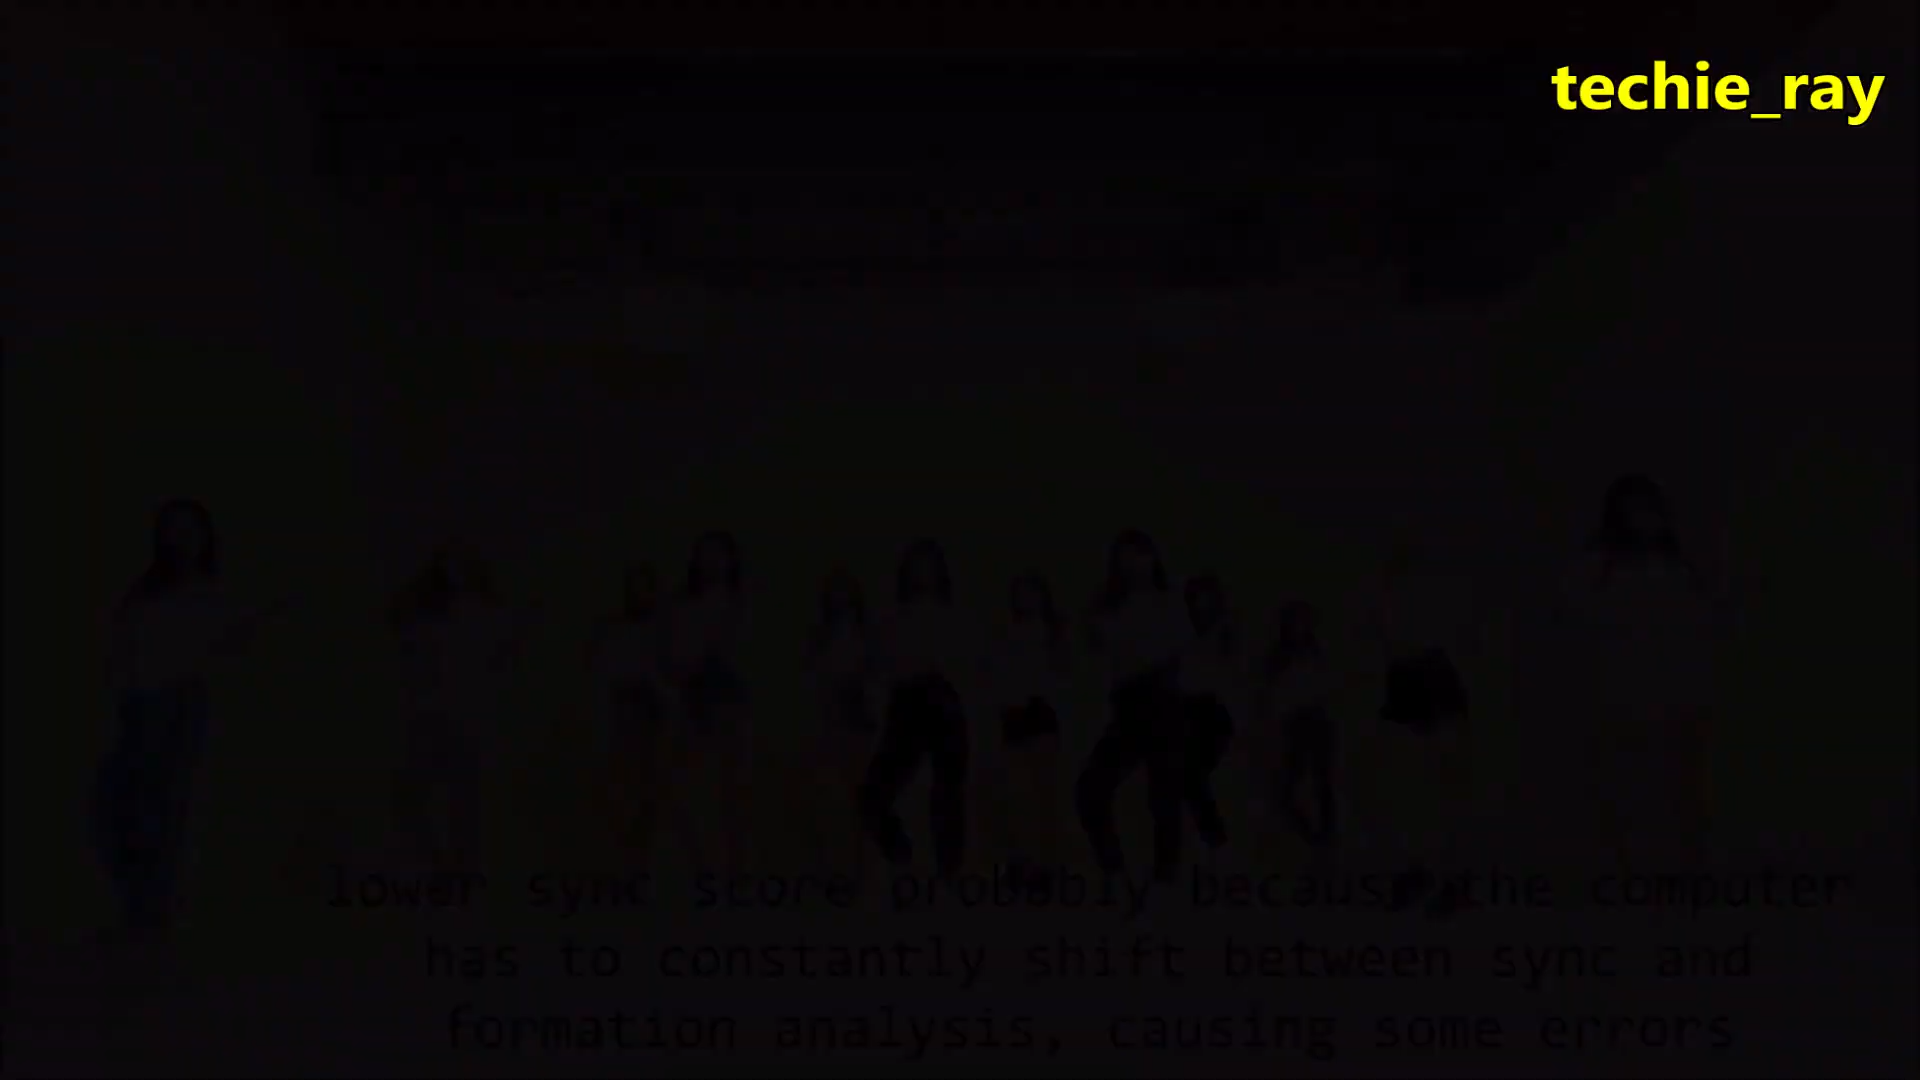 techie_ray
lower sync score probably because the computer
has to constantly shift between sync and
formation analysis, causing some errors